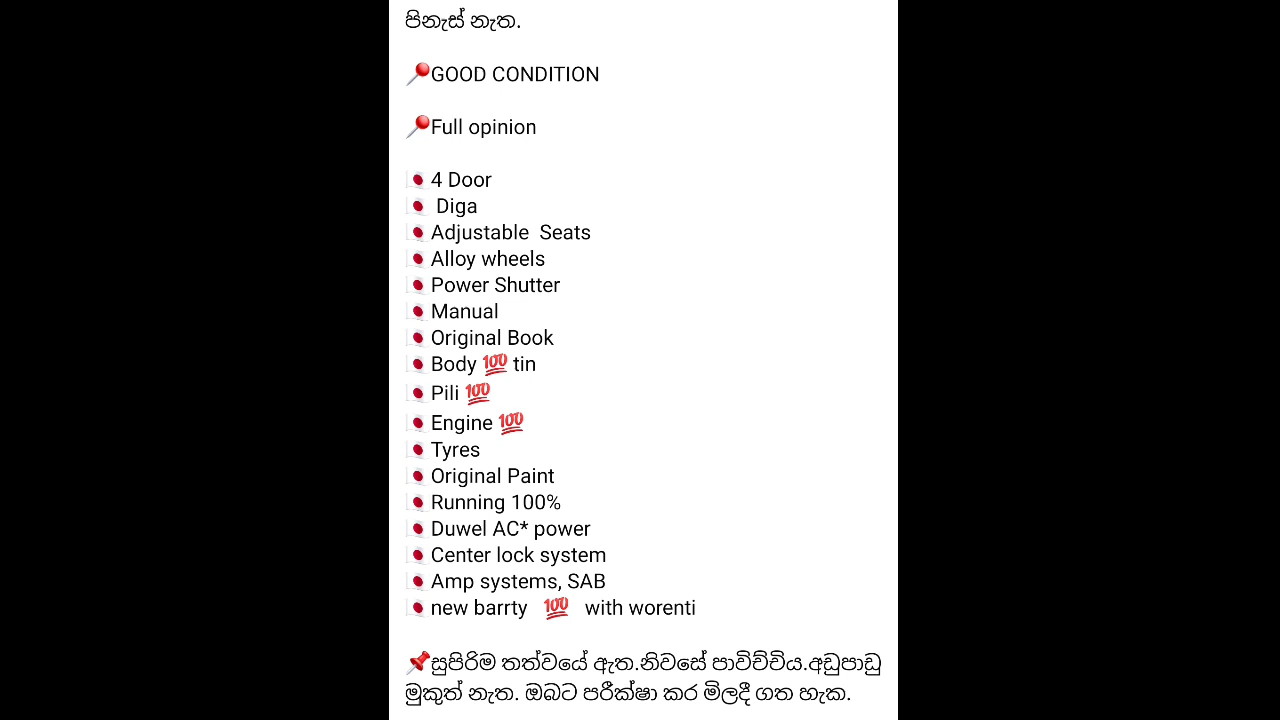 පිනැස් නැත.
📍GOOD CONDITION
📍Full opinion
🇯🇵4 Door
🇯🇵 Diga
🇯🇵Adjustable  Seats
🇯🇵Alloy wheels
🇯🇵Power Shutter
🇯🇵Manual
🇯🇵Original Book
🇯🇵Body 💯 tin
🇯🇵Pili 💯
🇯🇵Engine 💯
🇯🇵Tyres
🇯🇵Original Paint
🇯🇵Running 100%
🇯🇵Duwel AC* power
🇯🇵Center lock system
🇯🇵Amp systems, SAB
🇯🇵new barrty  💯  with worenti
📌සුපිරිම තත්වයේ ඇත.නිවසේ පාවිච්චිය.අඩුපාඩු
මුකුත් නැත. ඔබට පරීක්ෂා කර මිලදී ගත හැක.